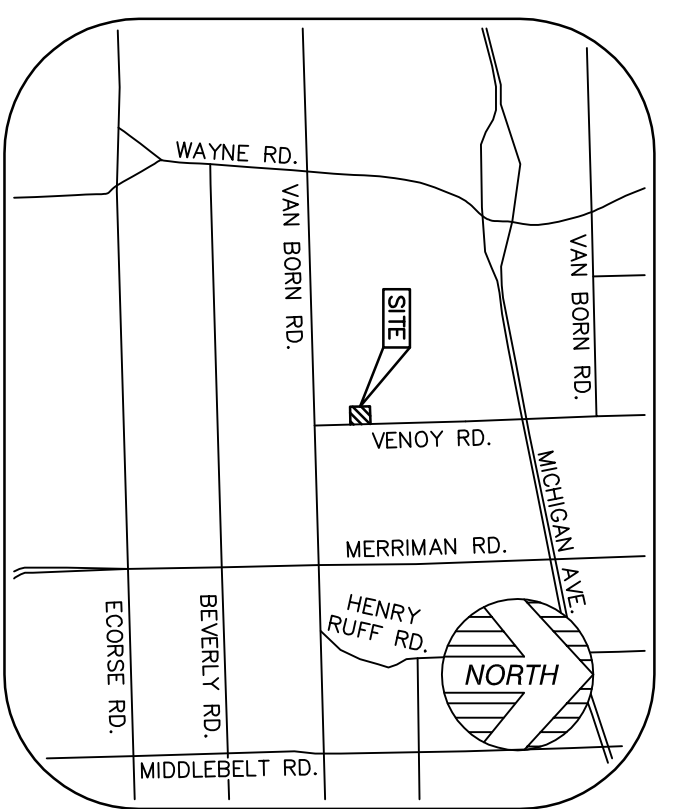 WAYNE RD.
VAN BORN RD.
VAN BORN RD.
SITE
VENOY RD.
MICHIGAN AVE.
MERRIMAN RD.
HENRY
RUFF RD.
ECORSE RD.
BEVERLY RD.
NORTH
MIDDLEBELT RD.